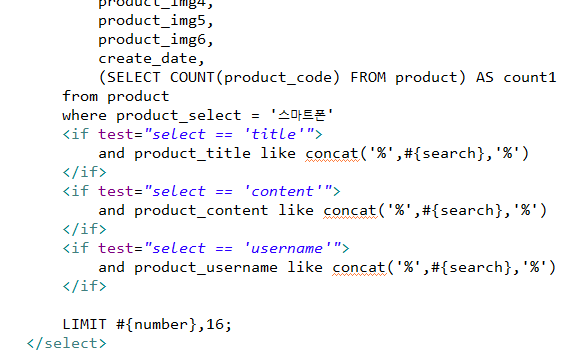 product_img4,
product_img5,
product_img6,
create_date,
(SELECT COUNT(product_code) FROM product) AS count1
from product
where product_select = '스마트폰'
<if test="select == 'title'">
and product_title like concat('%',#{search},'%')
</if>
<if test="select == 'content'">
and product_content like concat('%',#{search},'%')
</if>
<if test="select == 'username'">
and product_username like concat('%',#{search},'%')
</if>
LIMIT #{number},16;
</select>